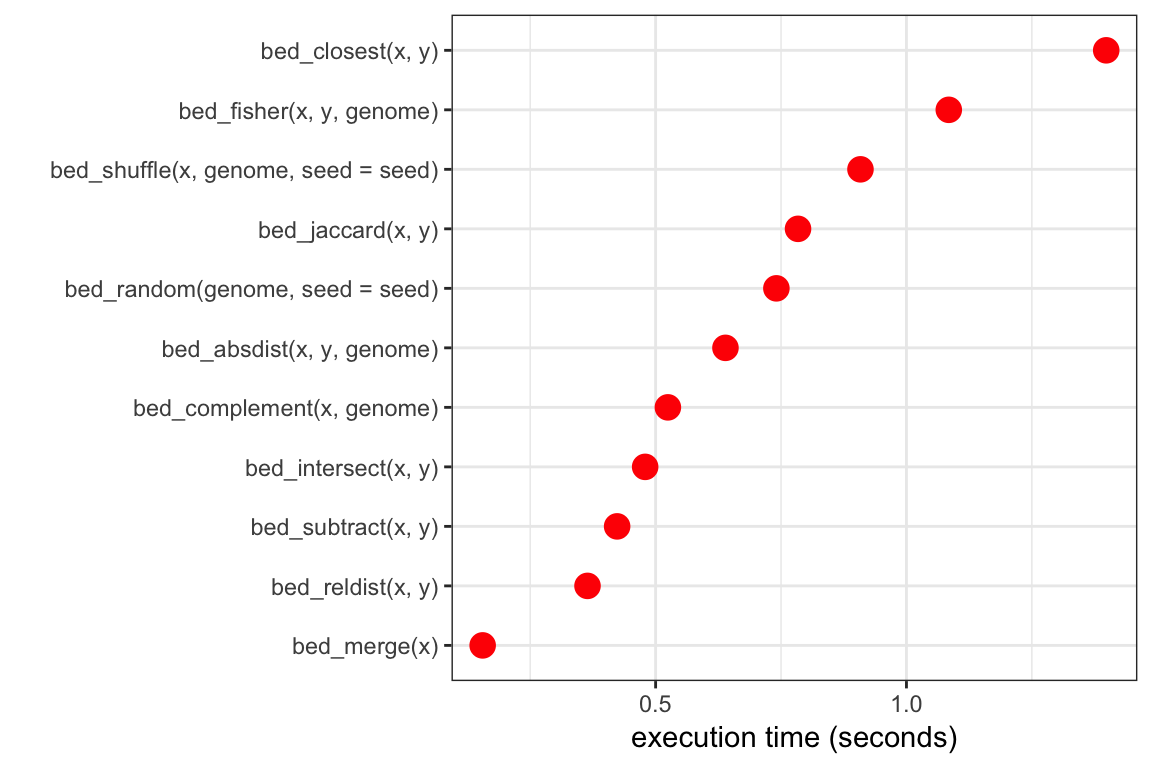 bed_closest(x, y)
bed_fisher(x, y, genome)
bed_shuffle(x, genome, seed = seed)
bed_jaccard(x, y)
bed_random(genome, seed = seed)
bed_absdist(x, y, genome)
bed_complement(x, genome)
bed_intersect(x, y)
bed_subtract(x, y)
bed_reldist(x, y)
bed_merge(x)
0.5 1.0
execution time (seconds)